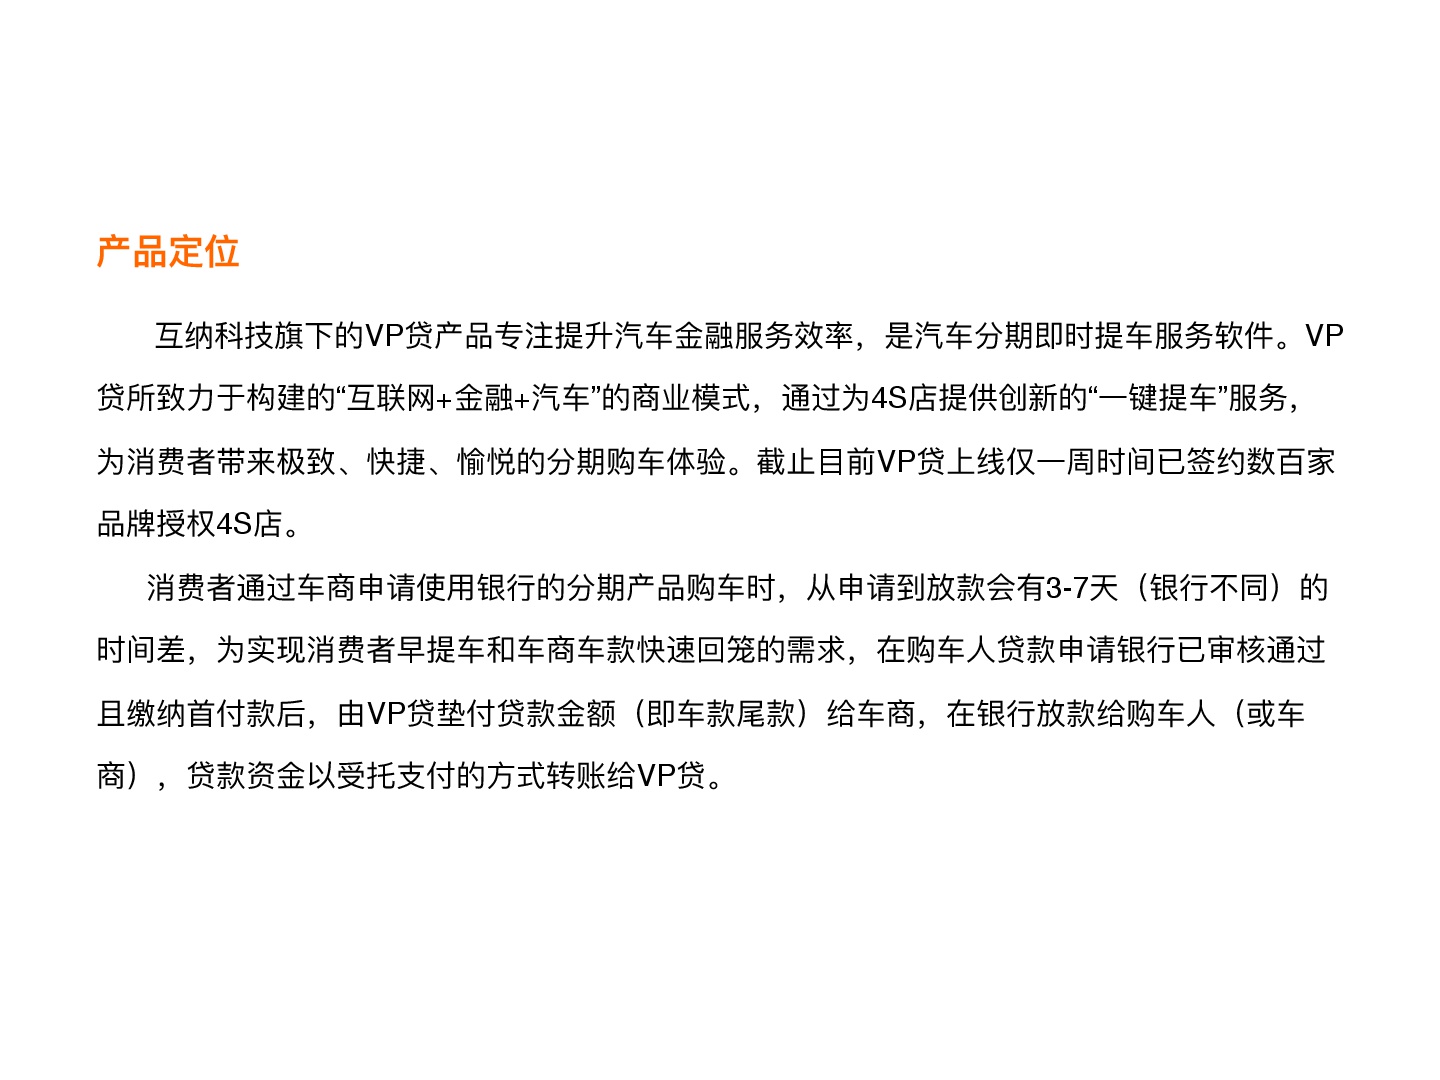 产品定位
互纳科技旗下的VP贷产品专注提升汽车金融服务效率，是汽车分期即时提车服务软件。VP
贷所致力于构建的“互联网+金融+汽车”的商业模式，通过为4S店提供创新的“一键提车”服务，
为消费者带来极致、快捷、愉悦的分期购车体验。截止目前VP贷上线仅一周时间已签约数百家
品牌授权4S店。
消费者通过车商申请使用银行的分期产品购车时，从申请到放款会有3-7天（银行不同）的
时间差，为实现消费者早提车和车商车款快速回笼的需求，在购车人贷款申请银行已审核通过
且缴纳首付款后，由VP贷垫付贷款金额（即车款尾款）给车商，在银行放款给购车人（或车
商），贷款资金以受托支付的方式转账给VP贷。